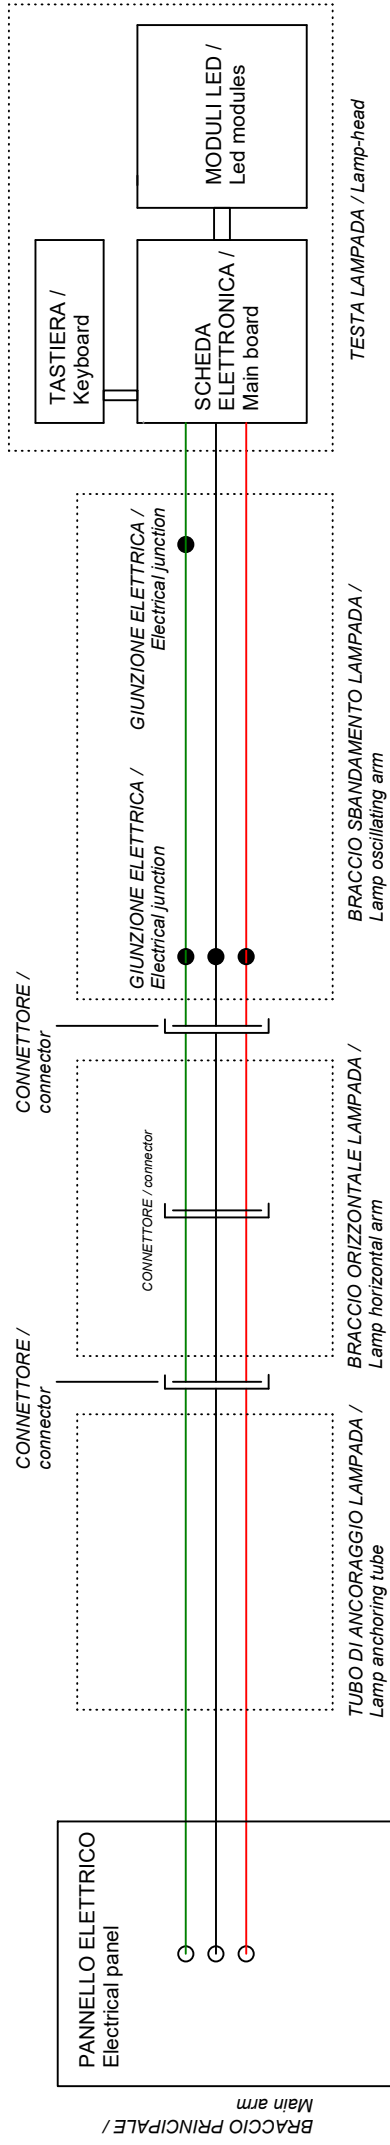 BRACCIO PRINCIPALE /
Main arm
PANNELLO ELETTRICO
Electrical panel
TUBO DI ANCORAGGIO LAMPADA /
Lamp anchoring tube
CONNETTORE /
connector
CONNETTORE / connector
BRACCIO ORIZZONTALE LAMPADA /
Lamp horizontal arm
CONNETTORE /
connector
GIUNZIONE ELETTRICA /
Electrical junction
GIUNZIONE ELETTRICA /
Electrical junction
BRACCIO SBANDAMENTO LAMPADA /
Lamp oscillating arm
TASTIERA /
Keyboard
SCHEDA
ELETTRONICA /
Main board
MODULI LED /
Led modules
TESTA LAMPADA / Lamp-head